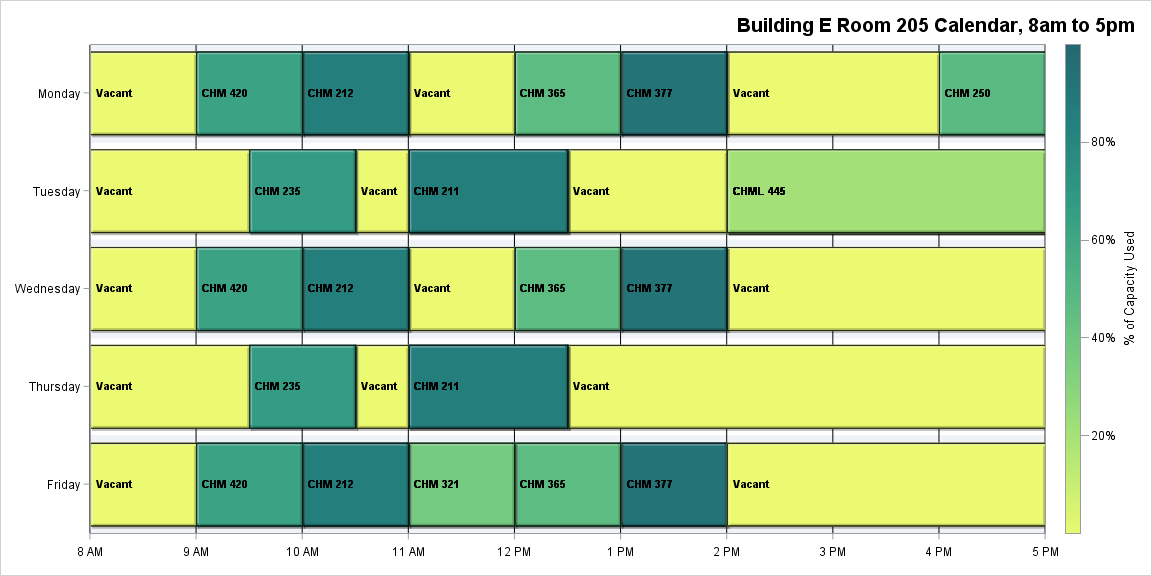 Building E Room 205 Calendar, 8am to 5pm
Monday
Vacant
CHM 420
CHM 212
Vacant
CHM 365
CHM 377
Vacant
CHM 250
Tuesday
Vacant
CHM 235
Vacant
CHM 211
Vacant
CHML 445
Wednesday
Vacant
CHM 420
CHM 212
Vacant
CHM 365
CHM 377
Vacant
Thursday
Vacant
CHM 235
Vacant
CHM 211
Vacant
Friday
Vacant
CHM 420
CHM 212
CHM 321
CHM 365
CHM 377
Vacant
8 AM
9 AM
10 AM
11 AM
12 PM
1 PM
2 PM
3 PM
4 PM
5 PM
80%
60%
40%
20%
% of Capacity Used